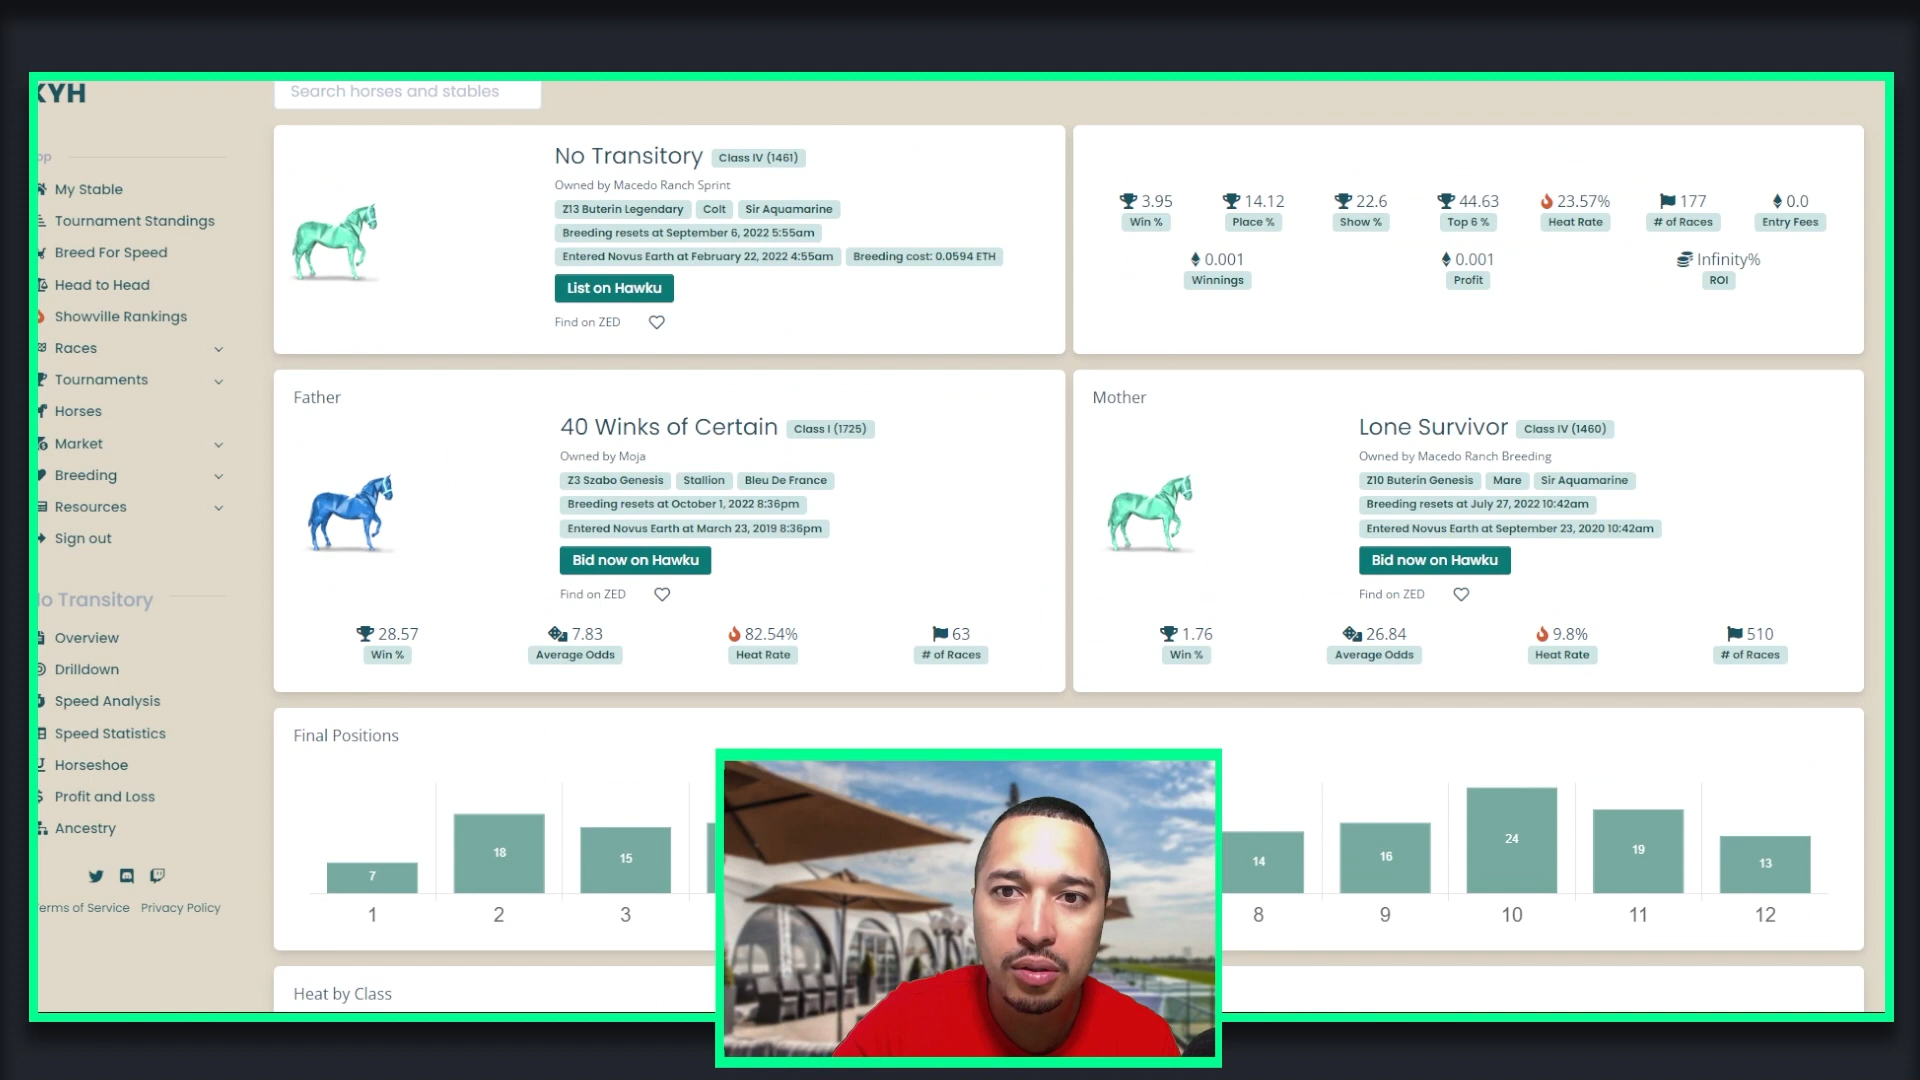 KYH
Search horses and stables
My Stable
Tournament Standings
Breed For Speed
Head to Head
Showville Rankings
Races
Tournaments
Horses
Market
Breeding
Resources
Sign out
No Transitory
Overview
Drilldown
Speed Analysis
Speed Statistics
Horseshoe
Profit and Loss
Ancestry
Terms of Service Privacy Policy
No Transitory Class IV (1461)
Owned by Macedo Ranch Sprint
Z13 Buterin Legendary Colt Sir Aquamarine
Breeding resets at September 6, 2022 5:55am
Entered Novus Earth at February 22, 2022 4:55am Breeding cost: 0.0594 ETH
List on Hawku
Find on ZED
3.95 14.12 22.6 44.63 23.57% 177 0.0
Win % Place % Show % Top 6 % Heat Rate # of Races Entry Fees
0.001 0.001 Infinity%
Winnings Profit ROI
Father
40 Winks of Certain Class I (1725)
Owned by Moja
Z3 Szabo Genesis Stallion Bleu De France
Breeding resets at October 1, 2022 8:36pm
Entered Novus Earth at March 23, 2019 8:36pm
Bid now on Hawku
Find on ZED
28.57 7.83 82.54% 63
Win % Average Odds Heat Rate # of Races
Mother
Lone Survivor Class IV (1460)
Owned by Macedo Ranch Breeding
Z10 Buterin Genesis Mare Sir Aquamarine
Breeding resets at July 27, 2022 10:42am
Entered Novus Earth at September 23, 2020 10:42am
Bid now on Hawku
Find on ZED
1.76 26.84 9.8% 510
Win % Average Odds Heat Rate # of Races
Final Positions
7 18 15 14 16 24 19 13
1 2 3 8 9 10 11 12
Heat by Class